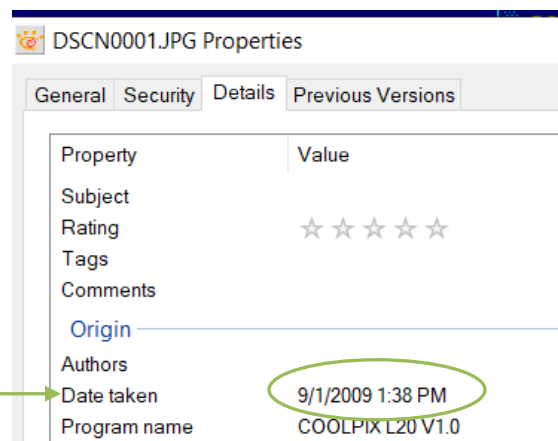 DSCN0001.JPG Properties
General Security Details Previous Versions
Property Value
Subject
Rating
Tags
Comments
Origin
Authors
Date taken 9/1/2009 1:38 PM
Program name COOLPIX L20 V1.0